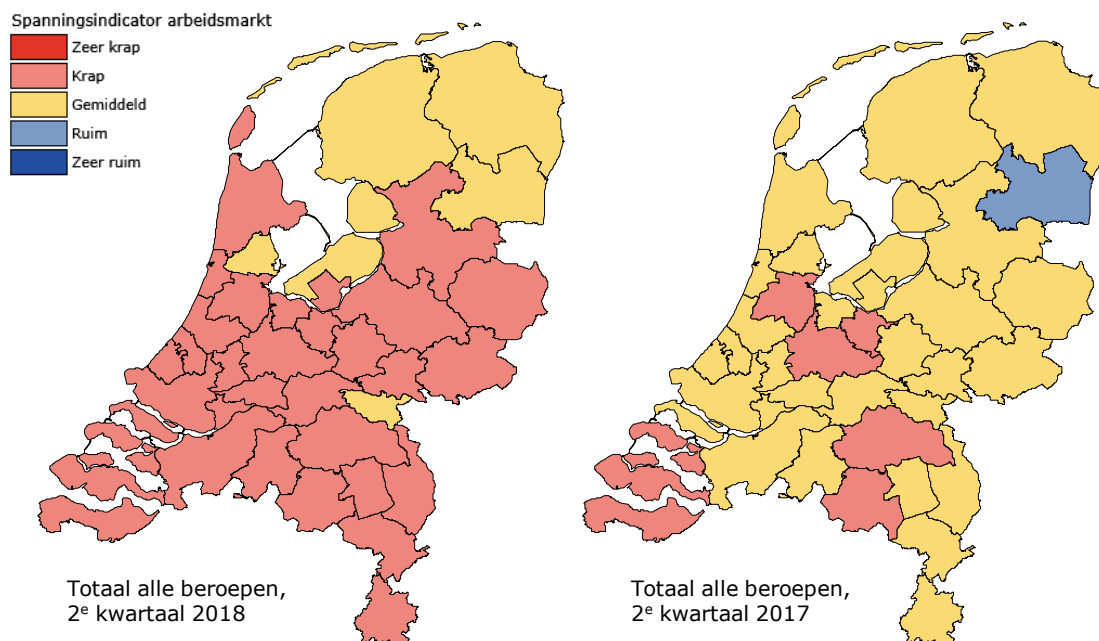 Spanningsindicator arbeidsmarkt
Zeer krap
Krap
Gemiddeld
Ruim
Zeer ruim
Totaal alle beroepen,
2e kwartaal 2018
Totaal alle beroepen,
2e kwartaal 2017